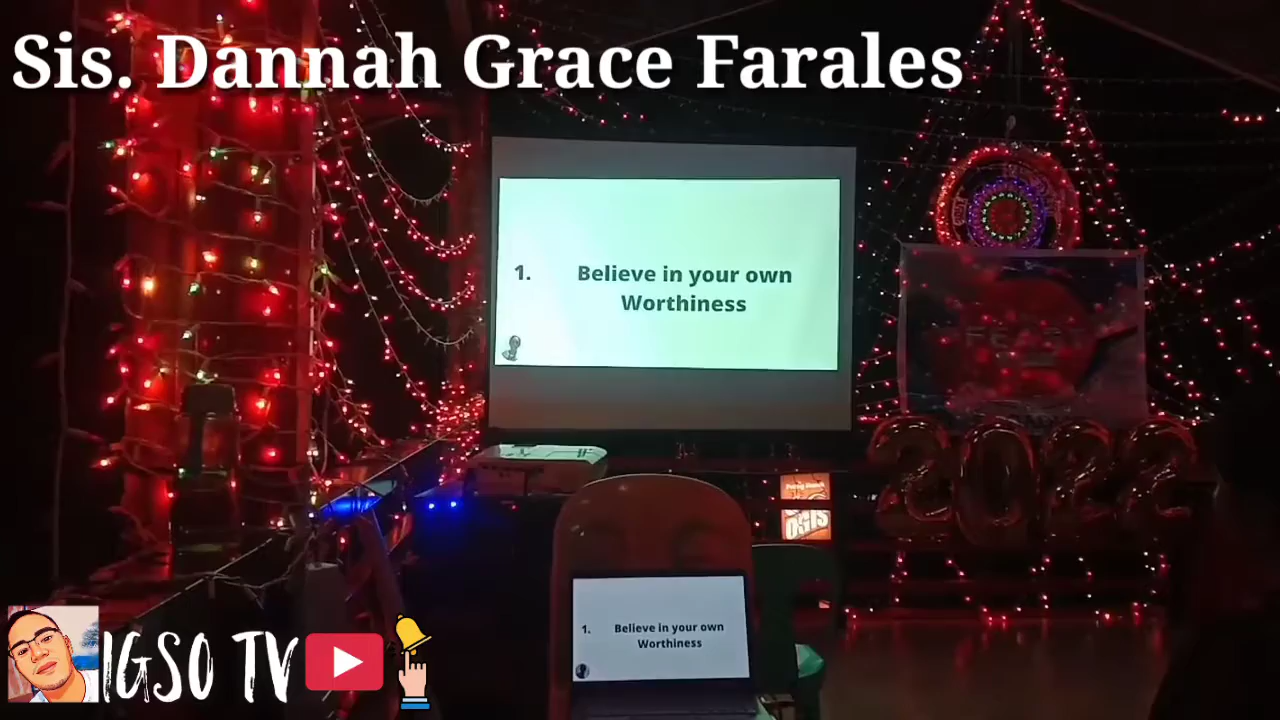 Sis. Dannah Grace Farales
1. Believe in your own
Worthiness
FEAST
2022
1. Believe in your own
Worthiness
IGSO TV